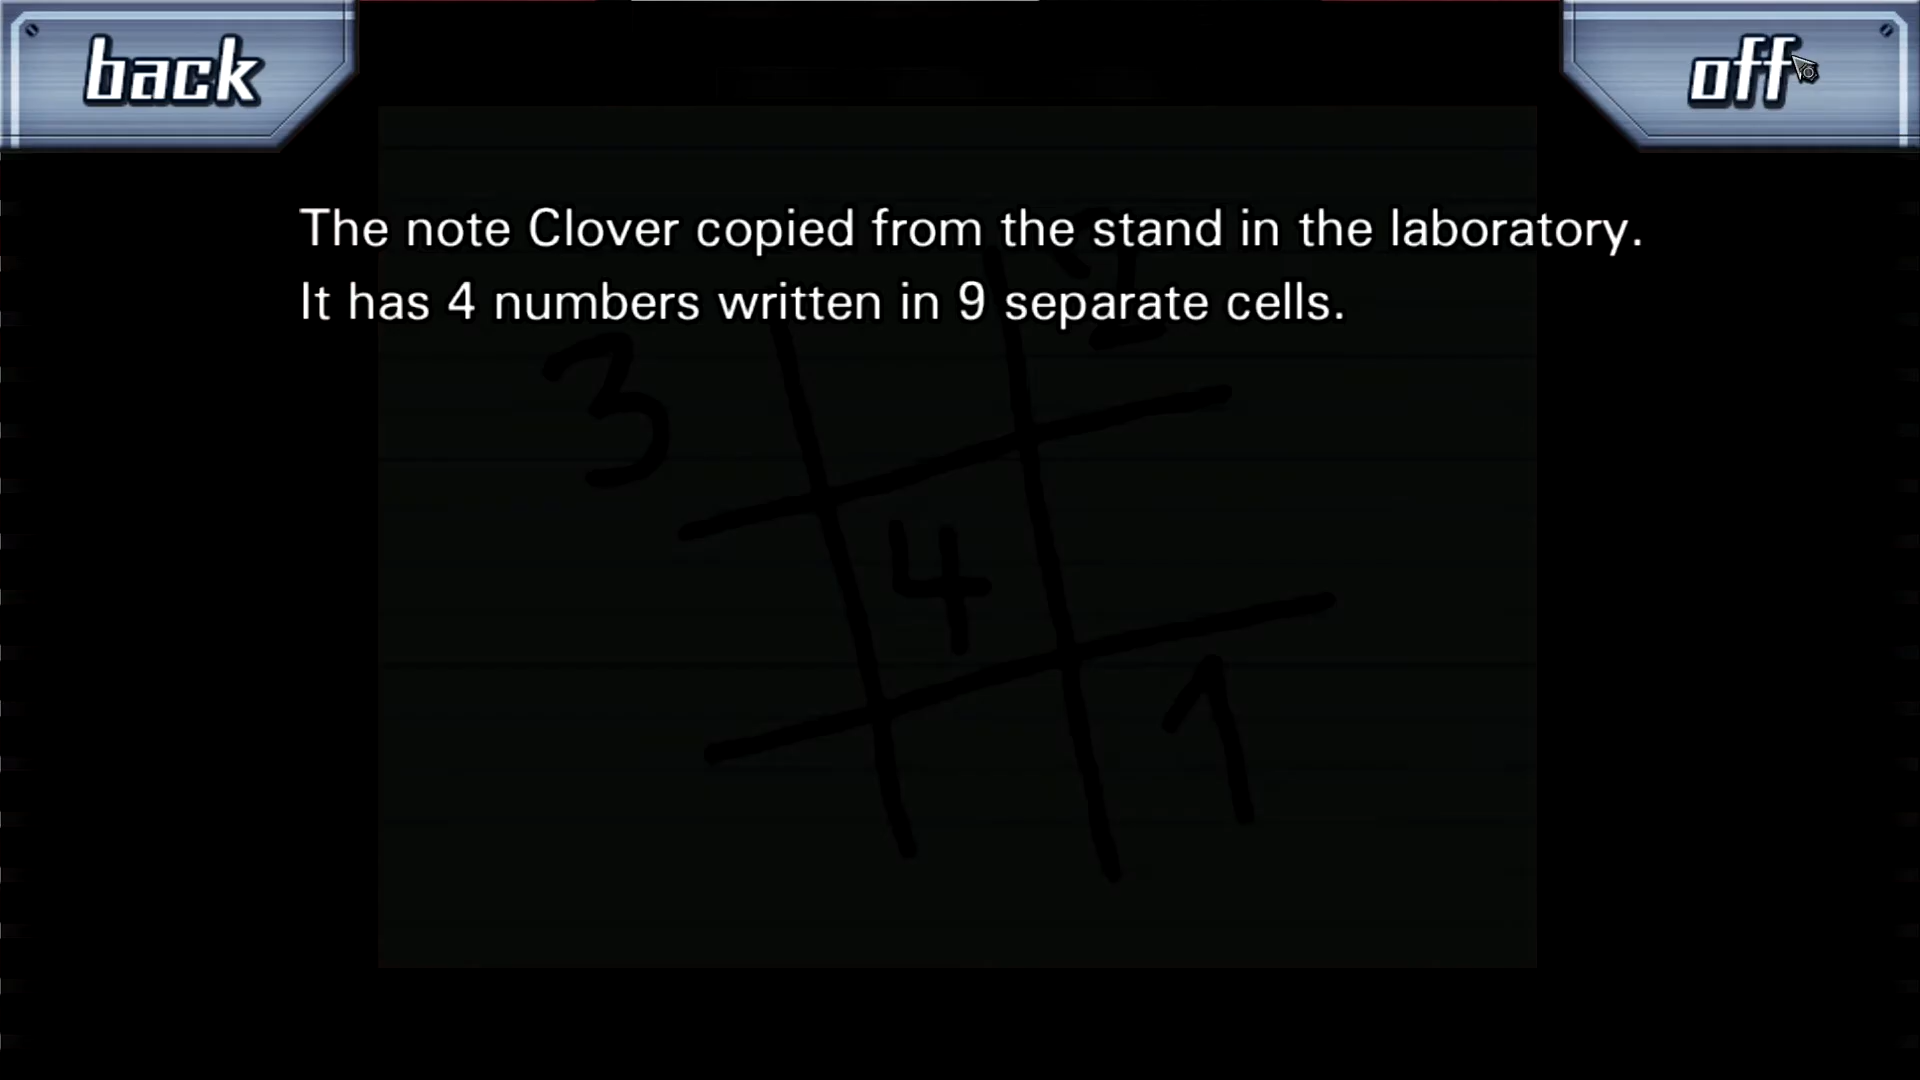 back
off
The note Clover copied from the stand in the laboratory.
It has 4 numbers written in 9 separate cells.
2
3
4
1